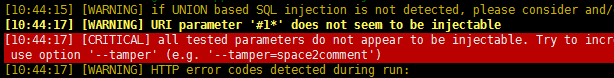 [10:44:15] [WARNING] if UNION based SQL injection is not detected, please consider and/
[10:44:17] [WARNING] URI parameter '#1*' does not seem to be injectable
[10:44:17] [CRITICAL] all tested parameters do not appear to be injectable. Try to incr
use option '--tamper' (e.g. '--tamper=space2comment')
[10:44:17] [WARNING] HTTP error codes detected during run: